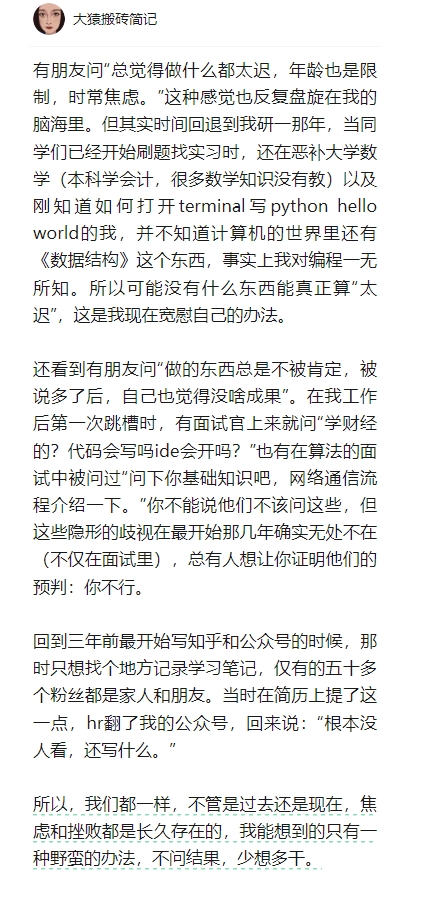 大猿搬砖简记
有朋友问“总觉得做什么都太迟，年龄也是限
制，时常焦虑。”这种感觉也反复盘旋在我的
脑海里。但其实时间回退到我研一那年，当同
学们已经开始刷题找实习时，还在恶补大学数
学（本科学会计，很多数学知识没有教）以及
刚知道如何打开terminal写python hello
world的我，并不知道计算机的世界里还有
《数据结构》这个东西，事实上我对编程一无
所知。所以可能没有什么东西能真正算“太
迟”，这是我现在宽慰自己的办法。
还看到有朋友问“做的东西总是不被肯定，被
说多了后，自己也觉得没啥成果”。在我工作
后第一次跳槽时，有面试官上来就问“学财经
的？代码会写吗ide会开吗？”也有在算法的面
试中被问过“问下你基础知识吧，网络通信流
程介绍一下。”你不能说他们不该问这些，但
这些隐形的歧视在最开始那几年确实无处不在
（不仅在面试里），总有人想让你证明他们的
预判：你不行。
回到三年前最开始写知乎和公众号的时候，那
时只想找个地方记录学习笔记，仅有的五十多
个粉丝都是家人和朋友。当时在简历上提了这
一点，hr翻了我的公众号，回来说：“根本没
人看，还写什么。”
所以，我们都一样，不管是过去还是现在，焦
虑和挫败都是长久存在的，我能想到的只有一
种野蛮的办法，不问结果，少想多干。